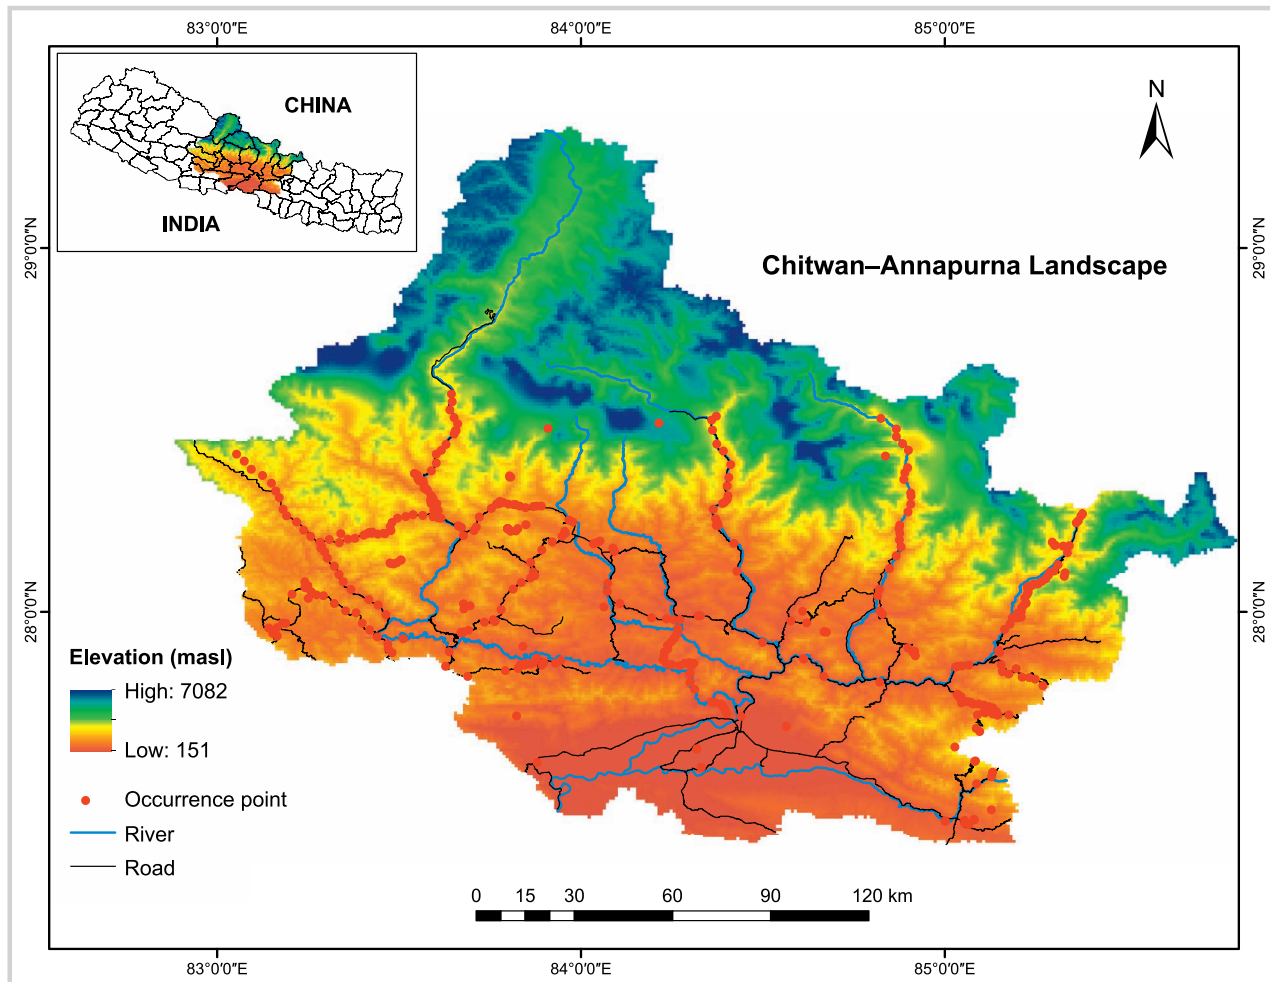 83°0'0"E 84°0'0"E 85°0'0"E
CHINA
INDIA
N
29°0'0"N
29°0'0"N
Chitwan–Annapurna Landscape
28°0'0"N
28°0'0"N
Elevation (masl)
High: 7082
Low: 151
Occurrence point
River
Road
0 15 30 60 90 120 km
83°0'0"E 84°0'0"E 85°0'0"E